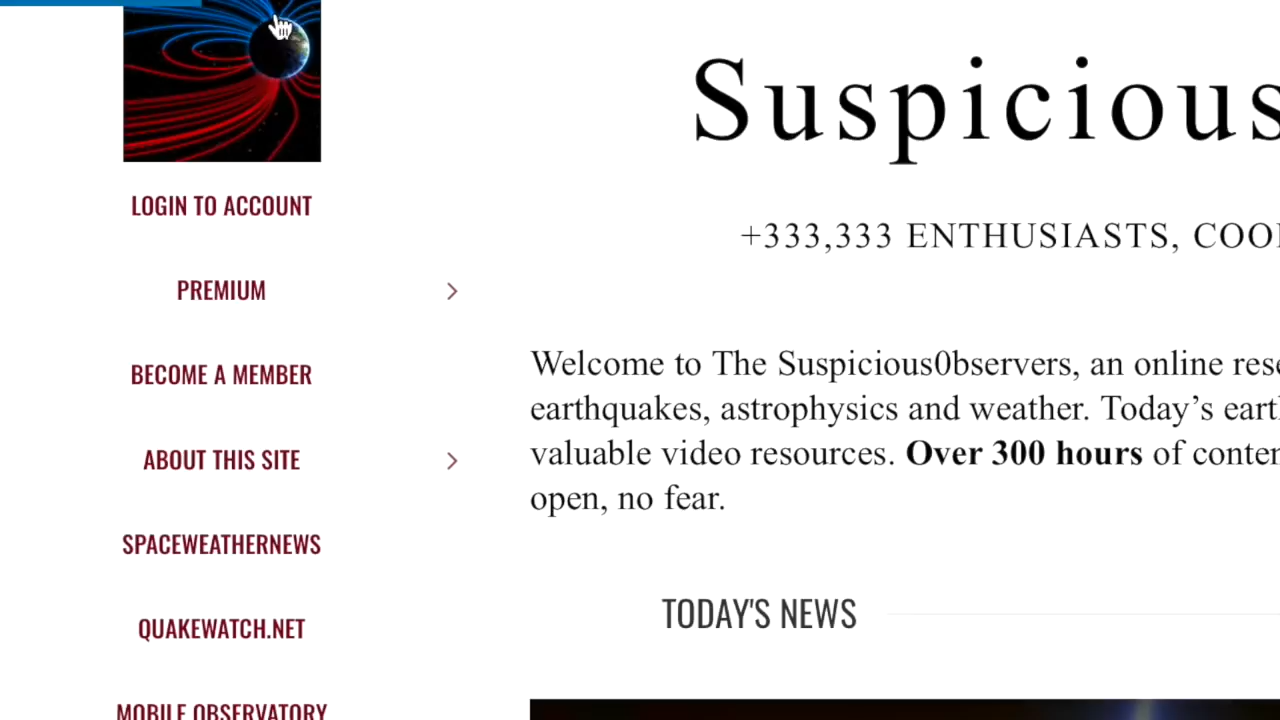 LOGIN TO ACCOUNT
PREMIUM
BECOME A MEMBER
ABOUT THIS SITE
SPACEWEATHERNEWS
QUAKEWATCH.NET
MOBILE OBSERVATORY
Suspicious
+333,333 ENTHUSIASTS,
Welcome to The Suspicious0bservers, an online
earthquakes, astrophysics and weather. Today’s
valuable video resources. Over 300 hours of
open, no fear.
TODAY'S NEWS